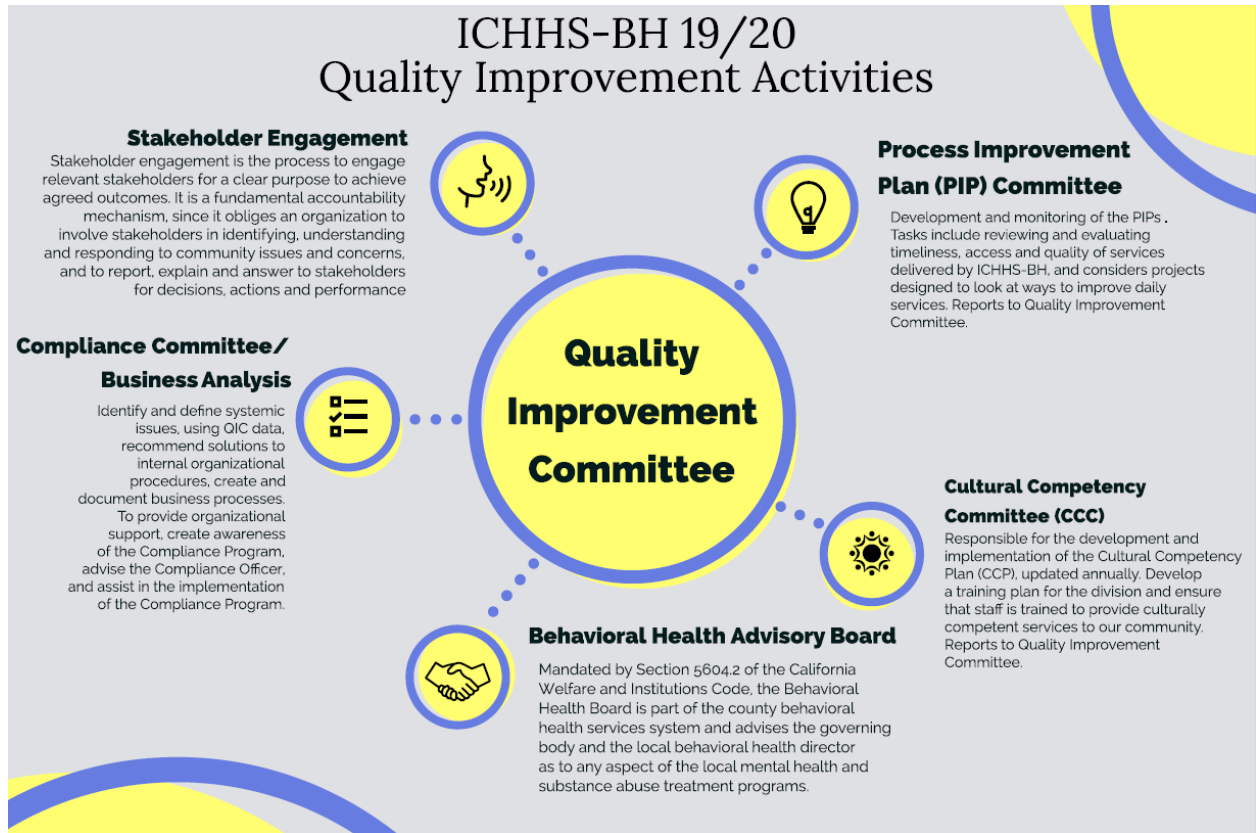 ICHHS-BH 19/20
Quality Improvement Activities
Stakeholder Engagement
Stakeholder engagement is the process to engage
relevant stakeholders for a clear purpose to achieve
agreed outcomes. It is a fundamental accountability
mechanism, since it obliges an organization to
involve stakeholders in identifying, understanding
and responding to community issues and concerns,
and to report, explain and answer to stakeholders
for decisions, actions and performance
Process Improvement
Plan (PIP) Committee
Development and monitoring of the PIPs .
Tasks include reviewing and evaluating
timeliness, access and quality of services
delivered by ICHHS-BH, and considers projects
designed to look at ways to improve daily
services. Reports to Quality Improvement
Committee.
Compliance Committee/
Business Analysis
Identify and define systemic
issues, using QIC data,
recommend solutions to
internal organizational
procedures, create and
document business processes.
To provide organizational
support, create awareness
of the Compliance Program,
advise the Compliance Officer,
and assist in the implementation
of the Compliance Program.
Quality
Improvement
Committee
Cultural Competency
Committee (CCC)
Responsible for the development and
implementation of the Cultural Competency
Plan (CCP), updated annually. Develop
a training plan for the division and ensure
that staff is trained to provide culturally
competent services to our community.
Reports to Quality Improvement
Committee.
Behavioral Health Advisory Board
Mandated by Section 5604.2 of the California
Welfare and Institutions Code, the Behavioral
Health Board is part of the county behavioral
health services system and advises the governing
body and the local behavioral health director
as to any aspect of the local mental health and
substance abuse treatment programs.